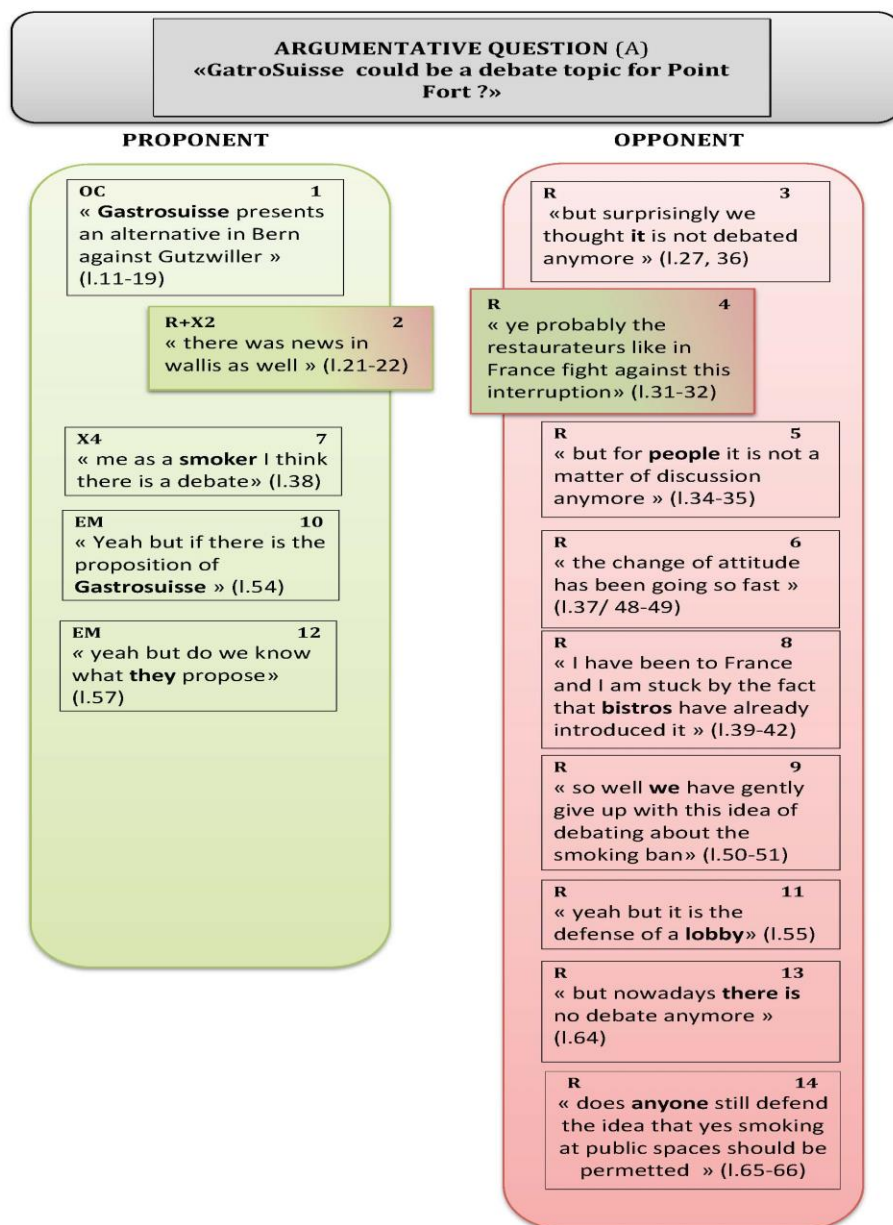 ARGUMENTATIVE QUESTION (A)
«GatroSuisse could be a debate topic for Point
Fort ?»
PROPONENT
OC 1
« Gastrosuisse presents
an alternative in Bern
against Gutzwiller »
(l.11-19)
R+X2 2
« there was news in
wallis as well » (l.21-22)
X4 7
« me as a smoker I think
there is a debate» (l.38)
EM 10
« Yeah but if there is the
proposition of
Gastrosuisse » (l.54)
EM 12
« yeah but do we know
what they propose»
(l.57)
OPPONENT
R 3
«but surprisingly we
thought it is not debated
anymore » (l.27, 36)
R 4
« ye probably the
restaurateurs like in
France fight against this
interruption» (l.31-32)
R 5
« but for people it is not a
matter of discussion
anymore » (l.34-35)
R 6
« the change of attitude
has been going so fast »
(l.37/ 48-49)
R 8
« I have been to France
and I am stuck by the fact
that bistros have already
introduced it » (l.39-42)
R 9
« so well we have gently
give up with this idea of
debating about the
smoking ban» (l.50-51)
R 11
« yeah but it is the
defense of a lobby» (l.55)
R 13
« but nowadays there is
no debate anymore »
(l.64)
R 14
« does anyone still defend
the idea that yes smoking
at public spaces should be
permetted » (l.65-66)